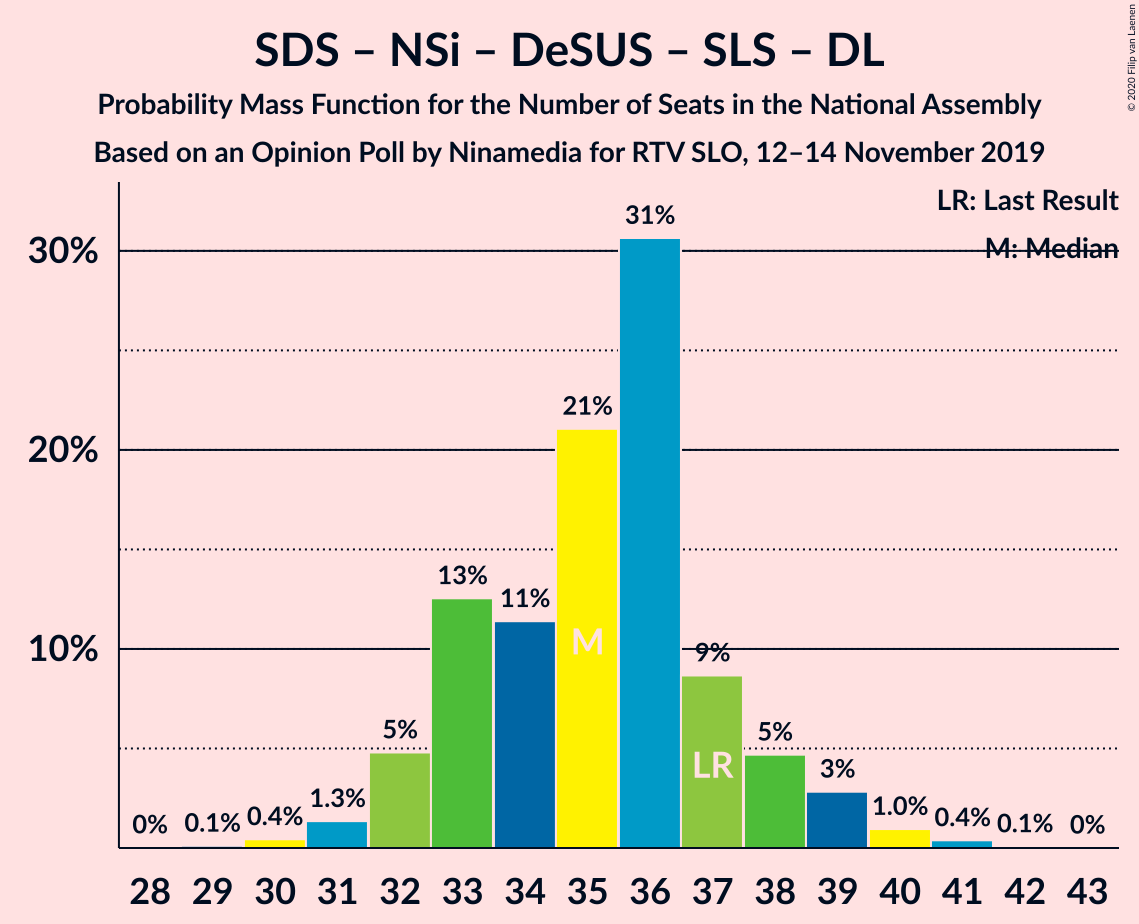 SDS – NSi – DeSUS – SLS – DL
Probability Mass Function for the Number of Seats in the National Assembly
Based on an Opinion Poll by Ninamedia for RTV SLO, 12–14 November 2019
© 2020 Filip van Laenen
LR: Last Result
M: Median
30%
20%
10%
0%
0.1%
0.4%
1.3%
5%
13%
11%
21%
31%
9%
5%
3%
1.0%
0.4%
0.1%
0%
M
LR
28 29 30 31 32 33 34 35 36 37 38 39 40 41 42 43